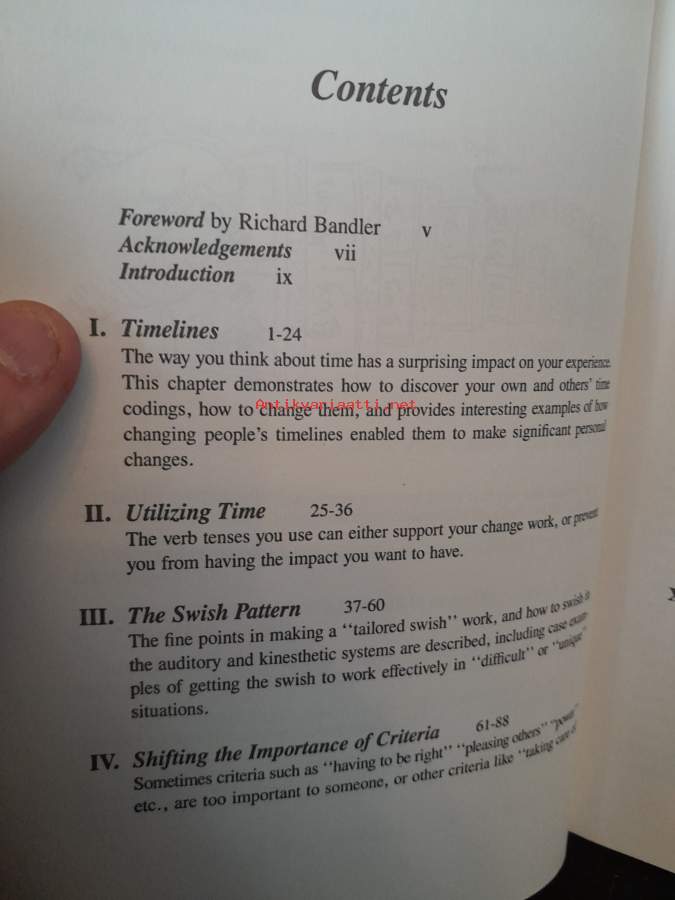 Contents
Foreword by Richard Bandler v
Acknowledgements vii
Introduction ix
I. Timelines 1-24
The way you think about time has a surprising impact on your experience.
This chapter demonstrates how to discover your own and others' time
codings, how to change them, and provides interesting examples of how
changing people's timelines enabled them to make significant personal
changes.
Antikvariaatti.net
II. Utilizing Time 25-36
The verb tenses you use can either support your change work, or prevent
you from having the impact you want to have.
III. The Swish Pattern 37-60
The fine points in making a "tailored swish" work, and how to swish in
the auditory and kinesthetic systems are described, including case exam-
ples of getting the swish to work effectively in "difficult" or "unique"
situations.
IV. Shifting the Importance of Criteria 61-88
Sometimes criteria such as "having to be right" "pleasing others" "power"
etc., are too important to someone, or other criteria like "taking care of